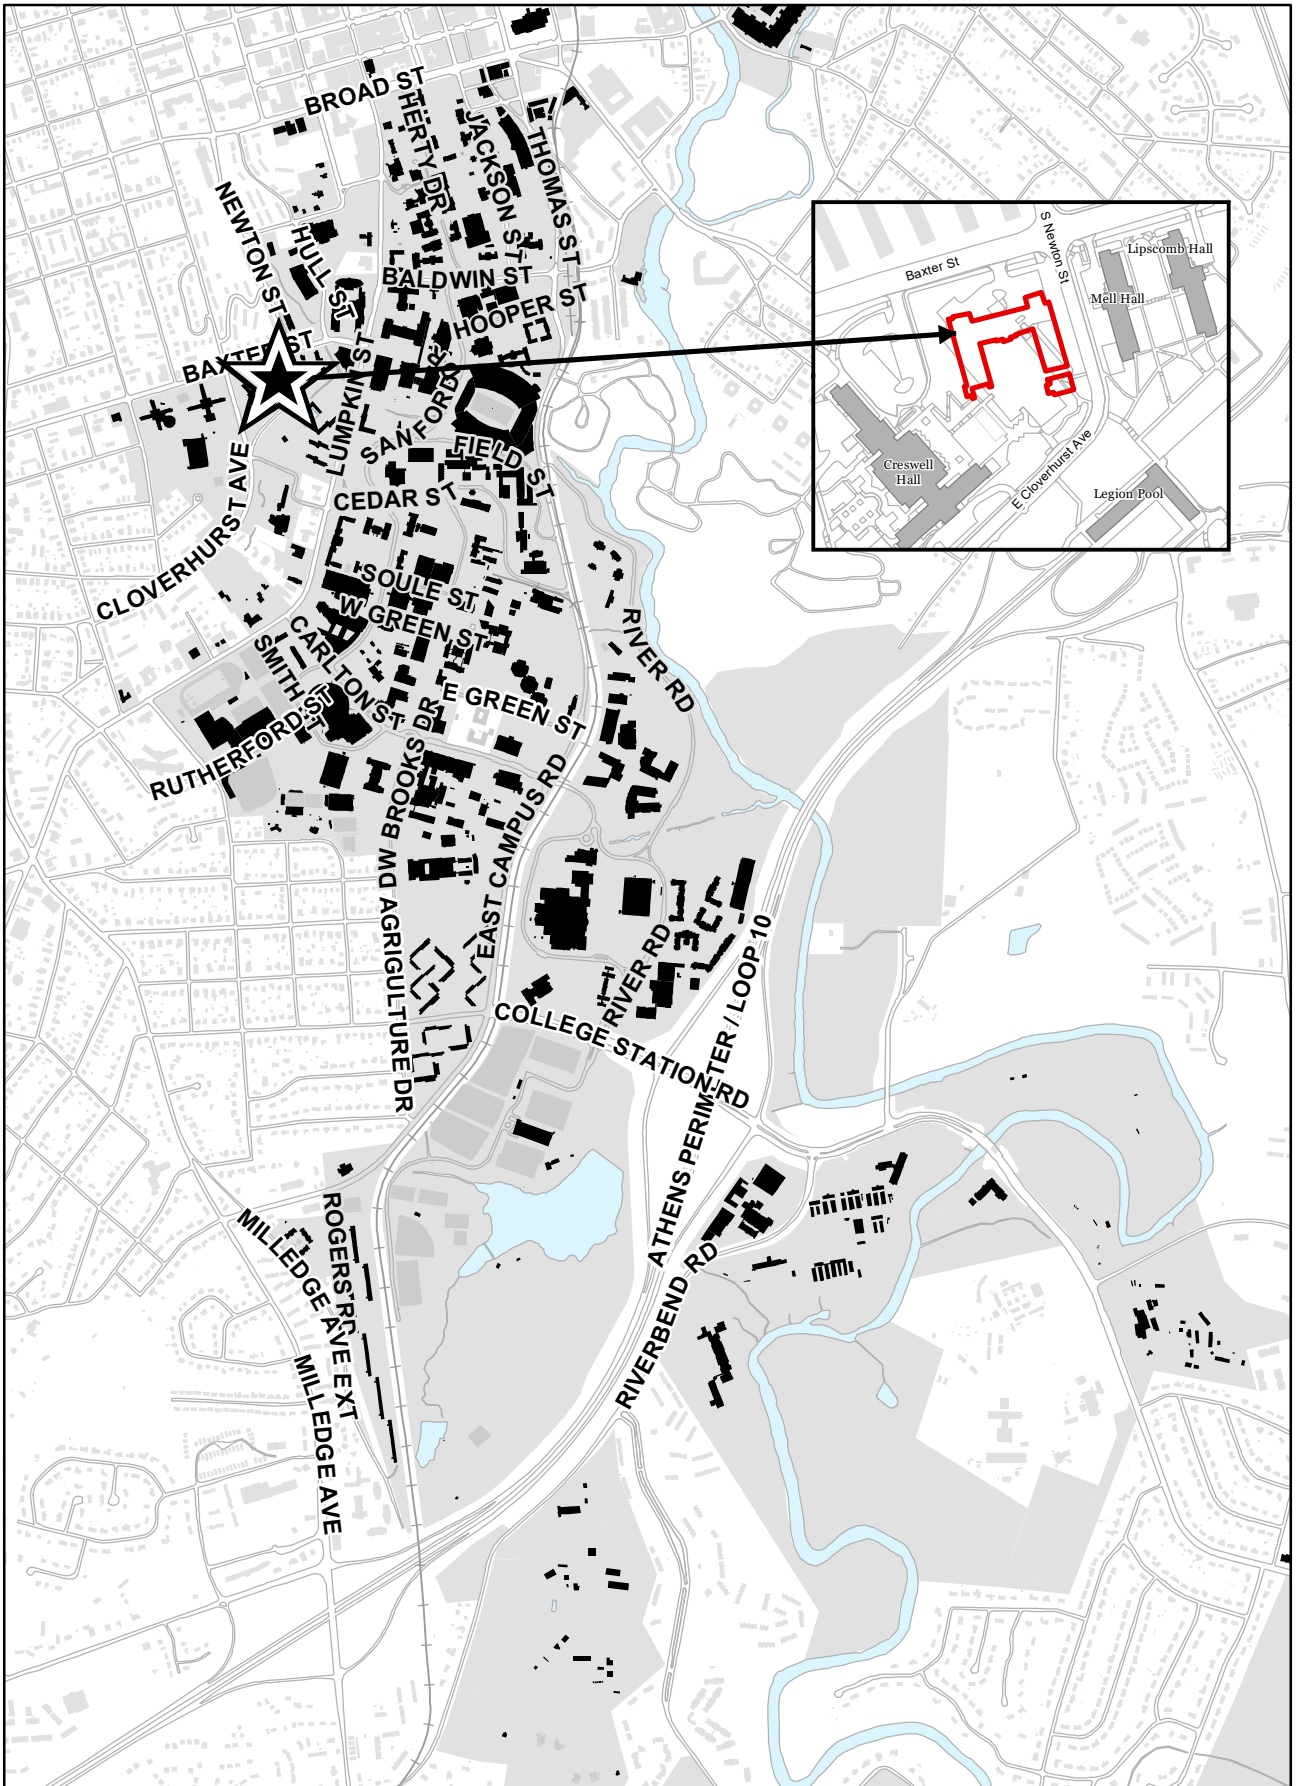 BROAD ST
HERTY DR
JACKSON ST
THOMAS ST
NEWTON ST
HULL ST
BALDWIN ST
HOOPER ST
BAXTER ST
LUMPKIN ST
SANFORD DR
FIELD ST
CEDAR ST
CLOVERHURST AVE
SOULE ST
W GREEN ST
CARLTON ST
SMITH ST
RUTHERFORD ST
E GREEN ST
RIVER RD
DW BROOKS DR
EAST CAMPUS RD
AGRIGULTURE DR
RIVER RD
COLLEGE STATION RD
ATHENS PERIMETER / LOOP 10
RIVERBEND RD
ROGERS RD
MILLEDGE AVE EXT
MILLEDGE AVE
Baxter St
S Newton St
Lipscomb Hall
Mell Hall
Creswell
Hall
E Cloverhurst Ave
Legion Pool